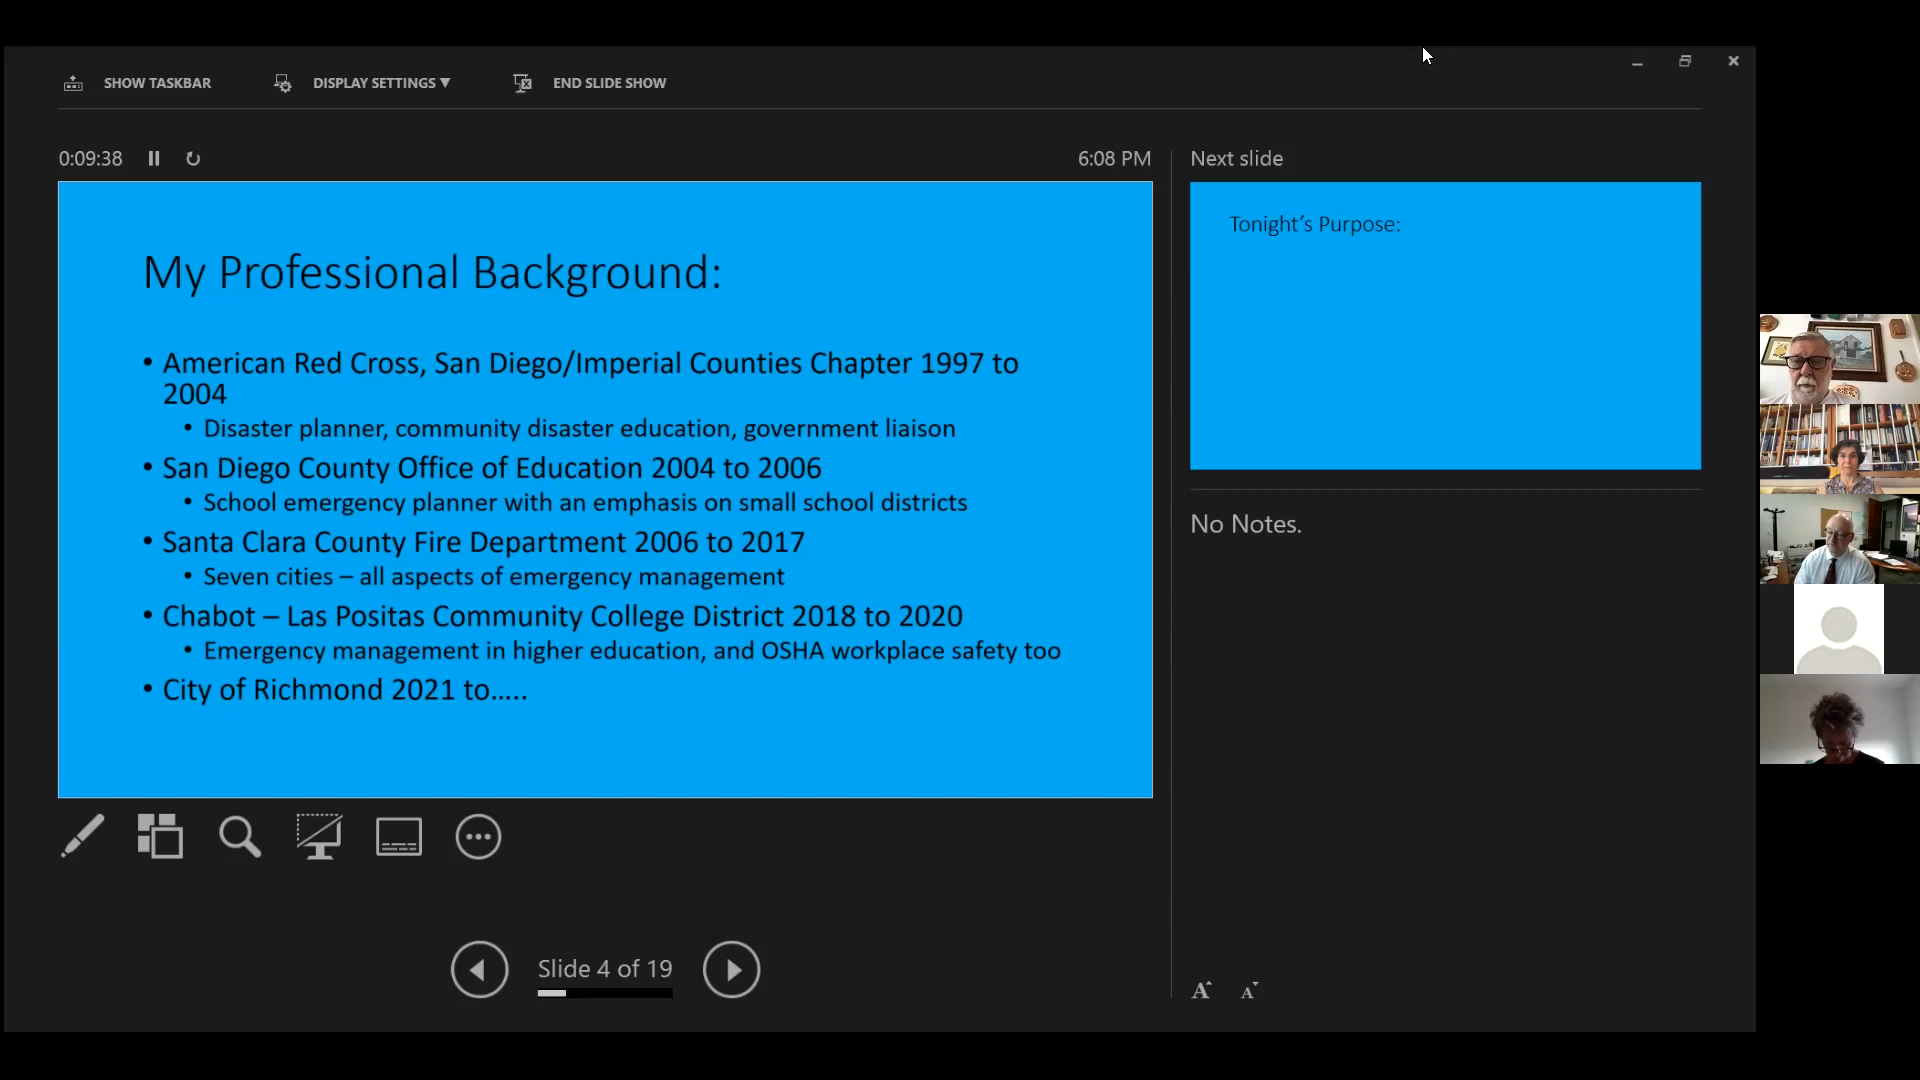 SHOW TASKBAR
DISPLAY SETTINGS ▼
END SLIDE SHOW
0:09:38
6:08 PM
My Professional Background:
• American Red Cross, San Diego/Imperial Counties Chapter 1997 to
2004
• Disaster planner, community disaster education, government liaison
• San Diego County Office of Education 2004 to 2006
• School emergency planner with an emphasis on small school districts
• Santa Clara County Fire Department 2006 to 2017
• Seven cities – all aspects of emergency management
• Chabot – Las Positas Community College District 2018 to 2020
• Emergency management in higher education, and OSHA workplace safety too
• City of Richmond 2021 to…..
Slide 4 of 19
Next slide
Tonight's Purpose:
No Notes.
A
A